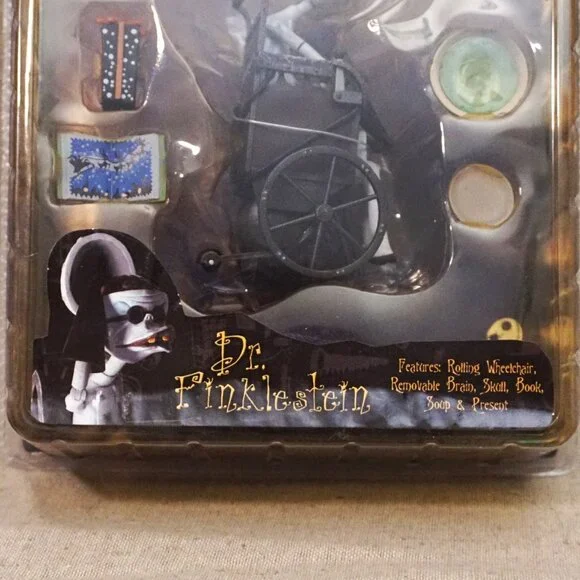 Dr.
Finklestein
Features: Rolling Wheelchair,
Removable Brain, Skull, Book,
Soup & Present